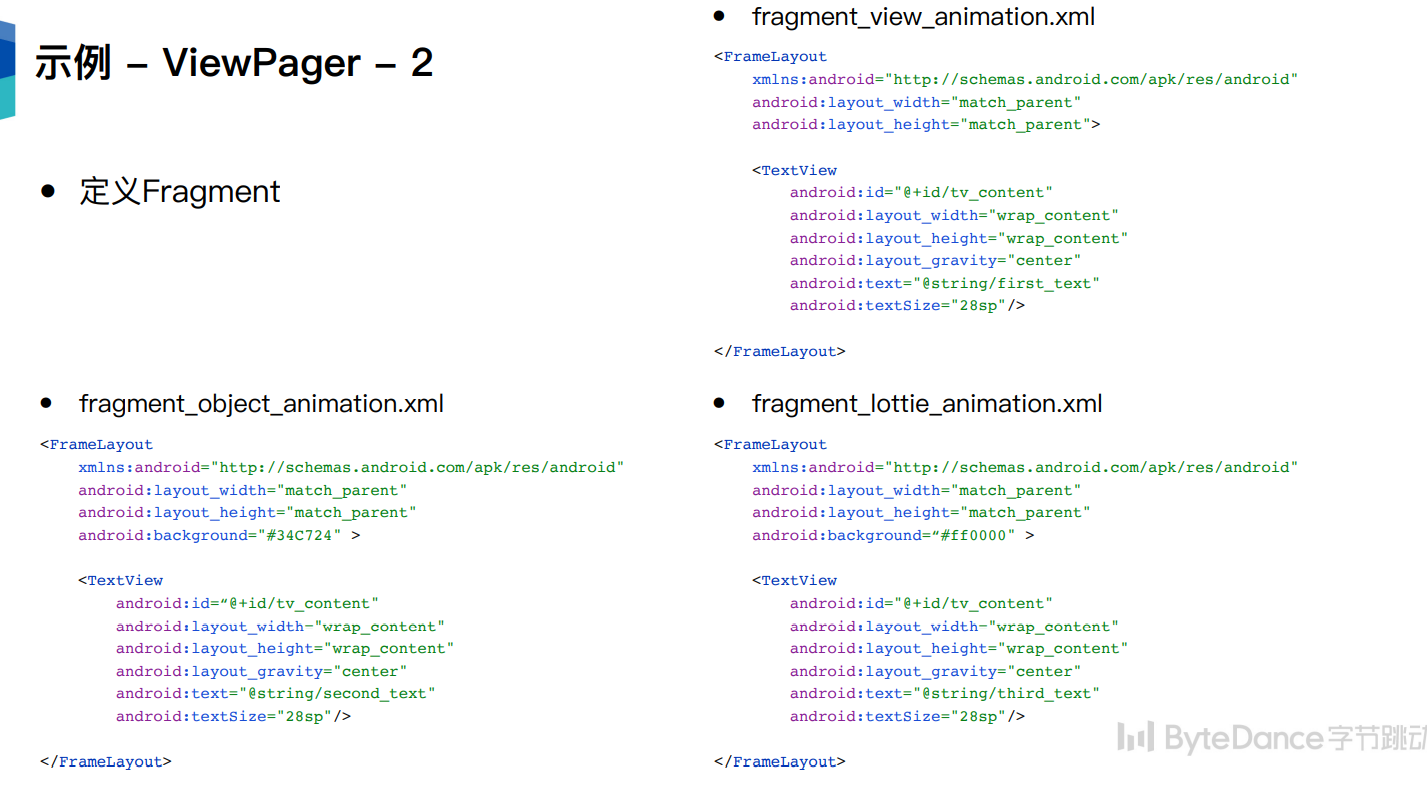 示例 – ViewPager – 2
• 定义Fragment
• fragment_view_animation.xml
<FrameLayout
    xmlns:android="http://schemas.android.com/apk/res/android"
    android:layout_width="match_parent"
    android:layout_height="match_parent">

    <TextView
        android:id="@+id/tv_content"
        android:layout_width="wrap_content"
        android:layout_height="wrap_content"
        android:layout_gravity="center"
        android:text="@string/first_text"
        android:textSize="28sp"/>

</FrameLayout>
• fragment_object_animation.xml
<FrameLayout
    xmlns:android="http://schemas.android.com/apk/res/android"
    android:layout_width="match_parent"
    android:layout_height="match_parent"
    android:background="#34C724" >

    <TextView
        android:id=“@+id/tv_content"
        android:layout_width="wrap_content"
        android:layout_height="wrap_content"
        android:layout_gravity="center"
        android:text="@string/second_text"
        android:textSize="28sp"/>

</FrameLayout>
• fragment_lottie_animation.xml
<FrameLayout
    xmlns:android="http://schemas.android.com/apk/res/android"
    android:layout_width="match_parent"
    android:layout_height="match_parent"
    android:background=“#ff0000" >

    <TextView
        android:id="@+id/tv_content"
        android:layout_width="wrap_content"
        android:layout_height="wrap_content"
        android:layout_gravity="center"
        android:text="@string/third_text"
        android:textSize="28sp"/>

</FrameLayout>
ByteDance字节跳动